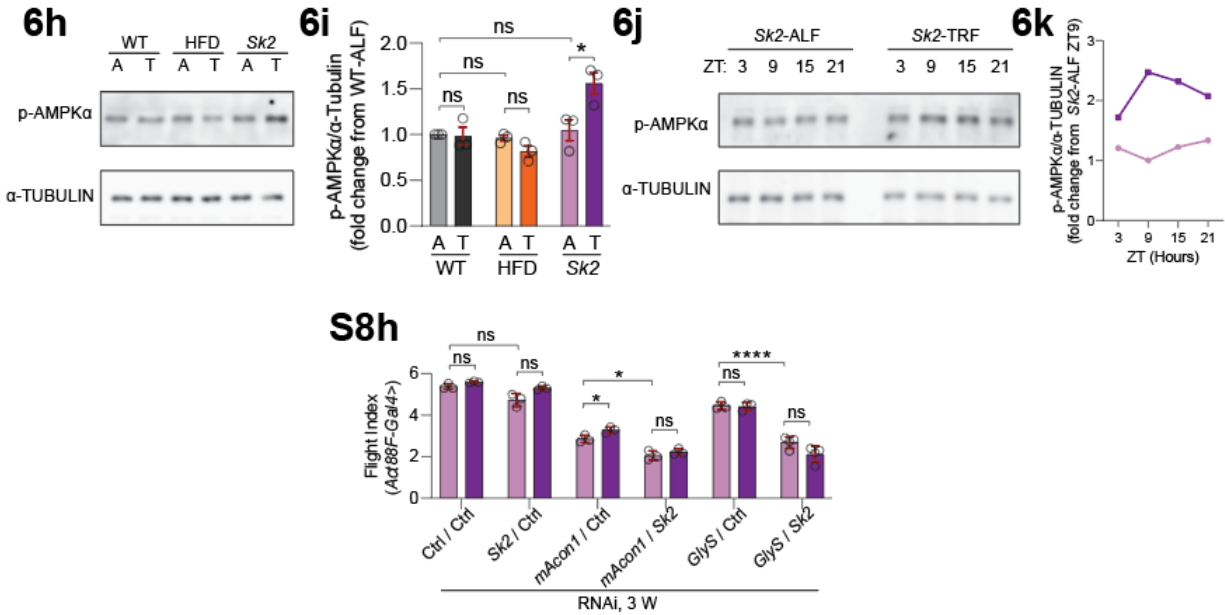 6h
WT HFD Sk2
A T A T A T
p-AMPKα
α-TUBULIN
6i
p-AMPKα/α-Tubulin
(fold change from WT-ALF)
2.0
1.5
1.0
0.5
0.0
ns
ns
*
ns
ns
A T A T A T
WT HFD Sk2
6j
Sk2-ALF Sk2-TRF
ZT: 3 9 15 21 3 9 15 21
p-AMPKα
α-TUBULIN
6k
p-AMPKα/α-TUBULIN
(fold change from Sk2-ALF ZT9)
3
2
1
0
3 9 15 21
ZT (Hours)
S8h
Flight Index
(Act88F-Gal4>)
6
4
2
0
ns
ns ns
*
*
ns
****
ns
ns
Ctrl / Ctrl
Sk2 / Ctrl
mAcon1 / Ctrl
mAcon1 / Sk2
GlyS / Ctrl
GlyS / Sk2
RNAi, 3 W